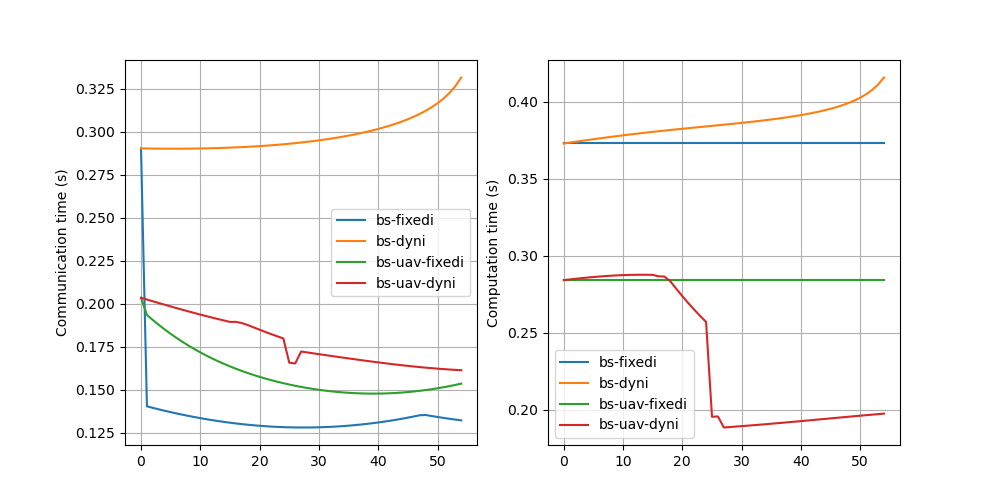 Communication time (s)
0.325
0.300
0.275
0.250
0.225
0.200
0.175
0.150
0.125
0 10 20 30 40 50
bs-fixedi
bs-dyni
bs-uav-fixedi
bs-uav-dyni
Computation time (s)
0.40
0.35
0.30
0.25
0.20
0 10 20 30 40 50
bs-fixedi
bs-dyni
bs-uav-fixedi
bs-uav-dyni